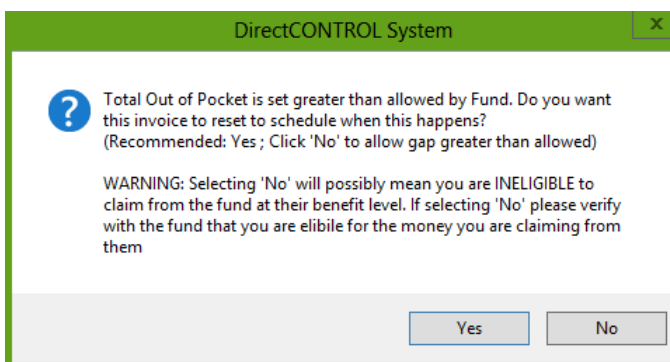 DirectCONTROL System
x
?
Total Out of Pocket is set greater than allowed by Fund. Do you want
this invoice to reset to schedule when this happens?
(Recommended: Yes ; Click 'No' to allow gap greater than allowed)
WARNING: Selecting 'No' will possibly mean you are INELIGIBLE to
claim from the fund at their benefit level. If selecting 'No' please verify
with the fund that you are elibile for the money you are claiming from
them
Yes
No